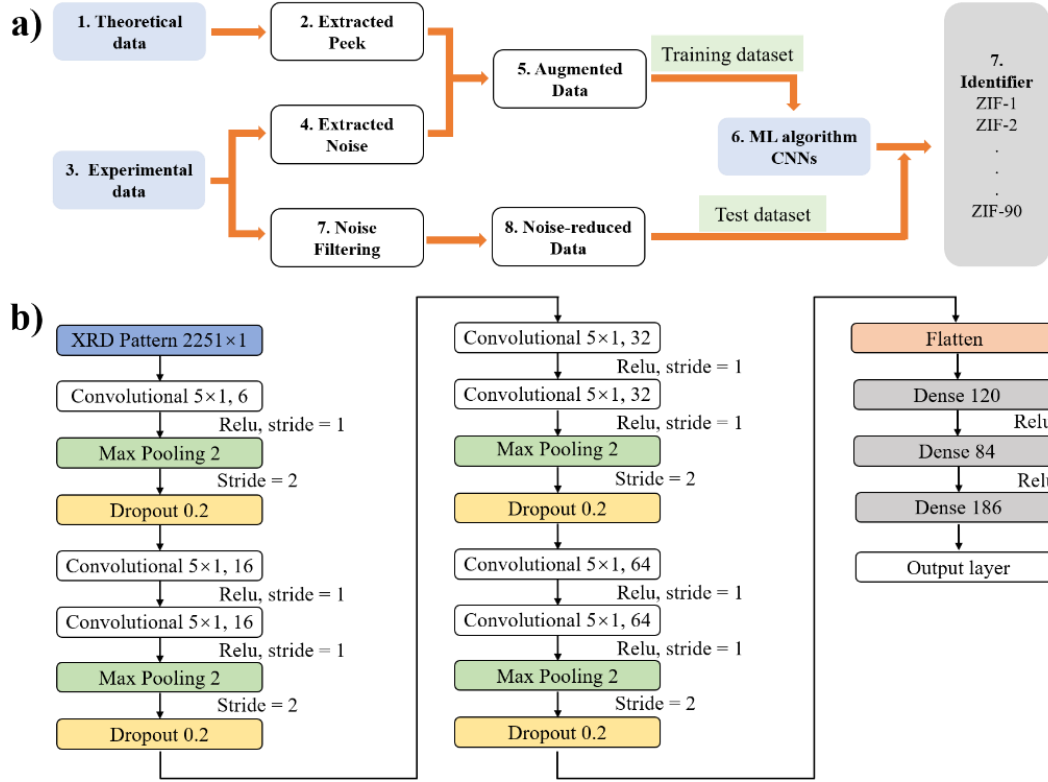 a)
1. Theoretical
data
2. Extracted
Peek
3. Experimental
data
4. Extracted
Noise
5. Augmented
Data
Training dataset
6. ML algorithm
CNNs
7. Noise
Filtering
8. Noise-reduced
Data
Test dataset
7.
Identifier
ZIF-1
ZIF-2
.
.
.
ZIF-90
b)
XRD Pattern 2251×1
Convolutional 5×1, 6
Relu, stride = 1
Max Pooling 2
Stride = 2
Dropout 0.2
Convolutional 5×1, 16
Relu, stride = 1
Convolutional 5×1, 16
Relu, stride = 1
Max Pooling 2
Stride = 2
Dropout 0.2
Convolutional 5×1, 32
Relu, stride = 1
Convolutional 5×1, 32
Relu, stride = 1
Max Pooling 2
Stride = 2
Dropout 0.2
Convolutional 5×1, 64
Relu, stride = 1
Convolutional 5×1, 64
Relu, stride = 1
Max Pooling 2
Stride = 2
Dropout 0.2
Flatten
Dense 120
Relu
Dense 84
Relu
Dense 186
Output layer